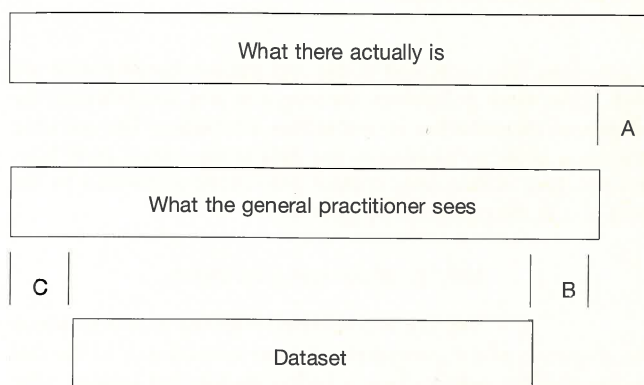 What there actually is
A
What the general practitioner sees
C
B
Dataset